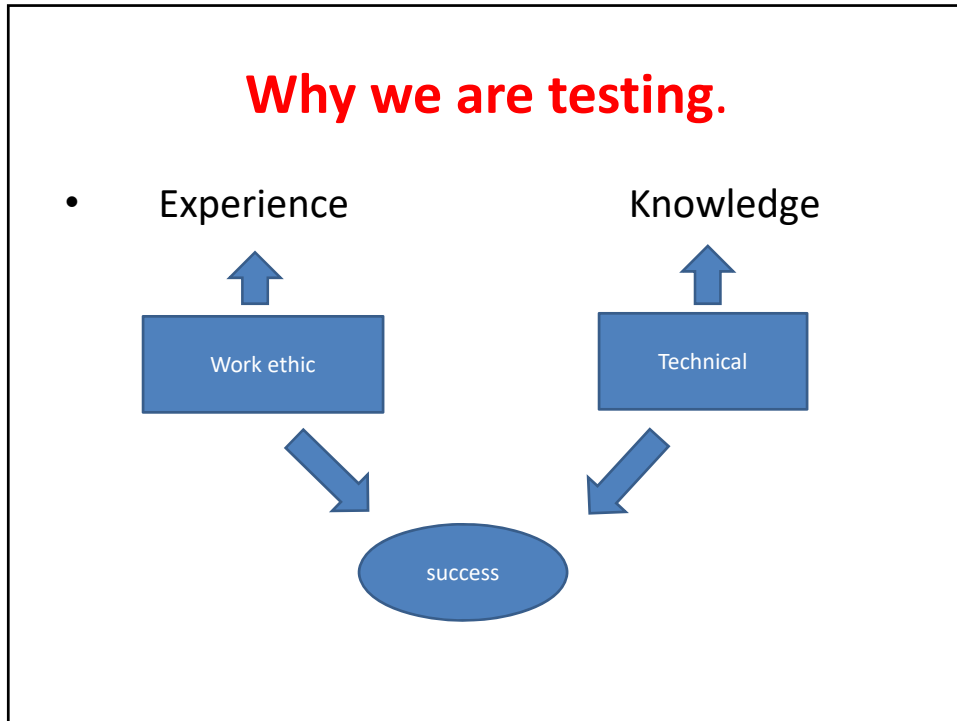 Why we are testing.
• Experience Knowledge
Work ethic Technical
success